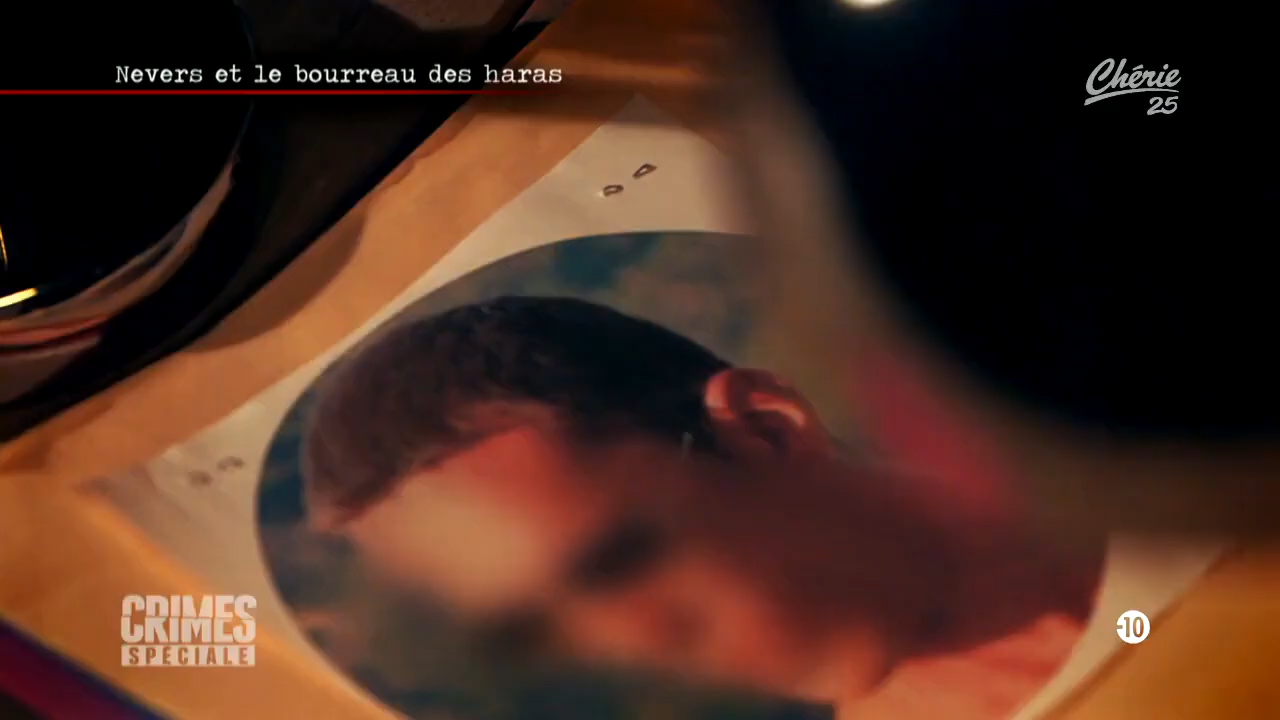 Nevers et le bourreau des haras
Chérie
25
CRIMES
SPECIALE
-10